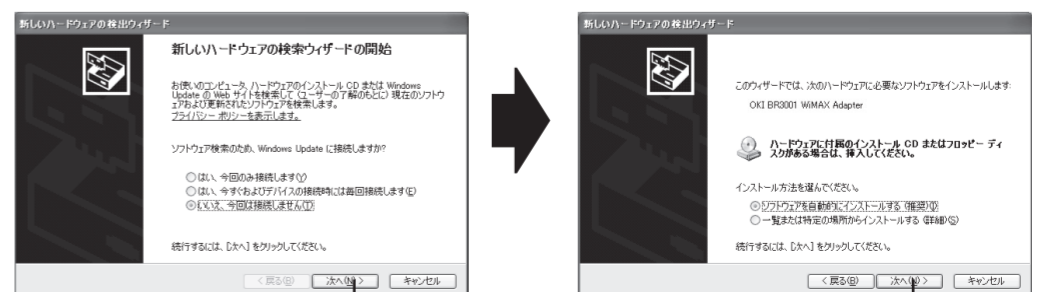 新しいハードウェアの検出ウィザード
新しいハードウェアの検索ウィザードの開始
お使いのコンピュータ、ハードウェアのインストール CD または Windows
Update の Web サイトを検索して（ユーザーの了解のもとに）現在のソフトウ
ェアおよび更新されたソフトウェアを検索します。
プライバシー ポリシーを表示します。
ソフトウェア検索のため、Windows Update に接続しますか?
はい、今回のみ接続します(Y)
はい、今すぐおよびデバイスの接続時には毎回接続します(E)
いいえ、今回は接続しません(T)
続行するには、[次へ] をクリックしてください。
< 戻る(B) 次へ(N) > キャンセル
新しいハードウェアの検出ウィザード
このウィザードでは、次のハードウェアに必要なソフトウェアをインストールします:
OKI BR3001 WiMAX Adapter
ハードウェアに付属のインストール CD またはフロッピー ディ
スクがある場合は、挿入してください。
インストール方法を選んでください。
ソフトウェアを自動的にインストールする (推奨)(I)
一覧または特定の場所からインストールする (詳細)(S)
続行するには、[次へ] をクリックしてください。
< 戻る(B) 次へ(N) > キャンセル